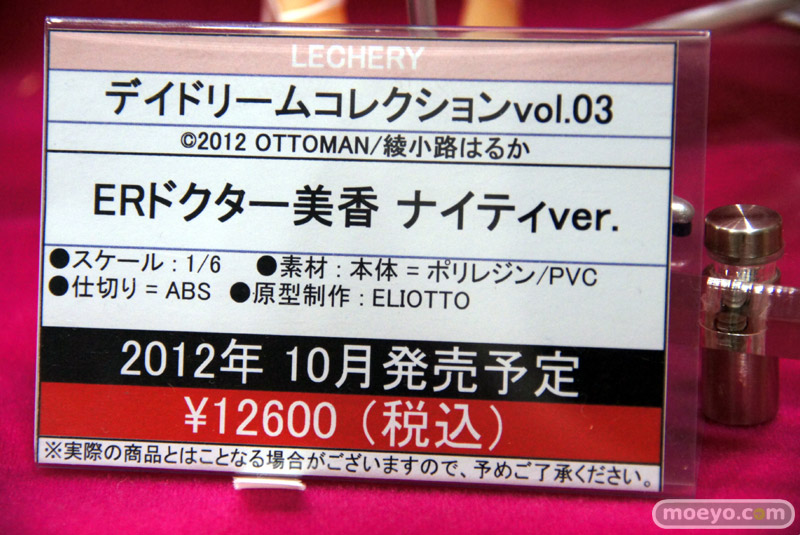 LECHERY
デイドリームコレクションvol.03
©2012 OTTOMAN/綾小路はるか
ERドクター美香 ナイティver.
●スケール：1/6 ●素材：本体＝ポリレジン/PVC
●仕切り＝ABS ●原型制作：ELIOTTO
2012年 10月発売予定
¥12600（税込）
※実際の商品とはことなる場合がございますので、予めご了承ください。
moeyo.com